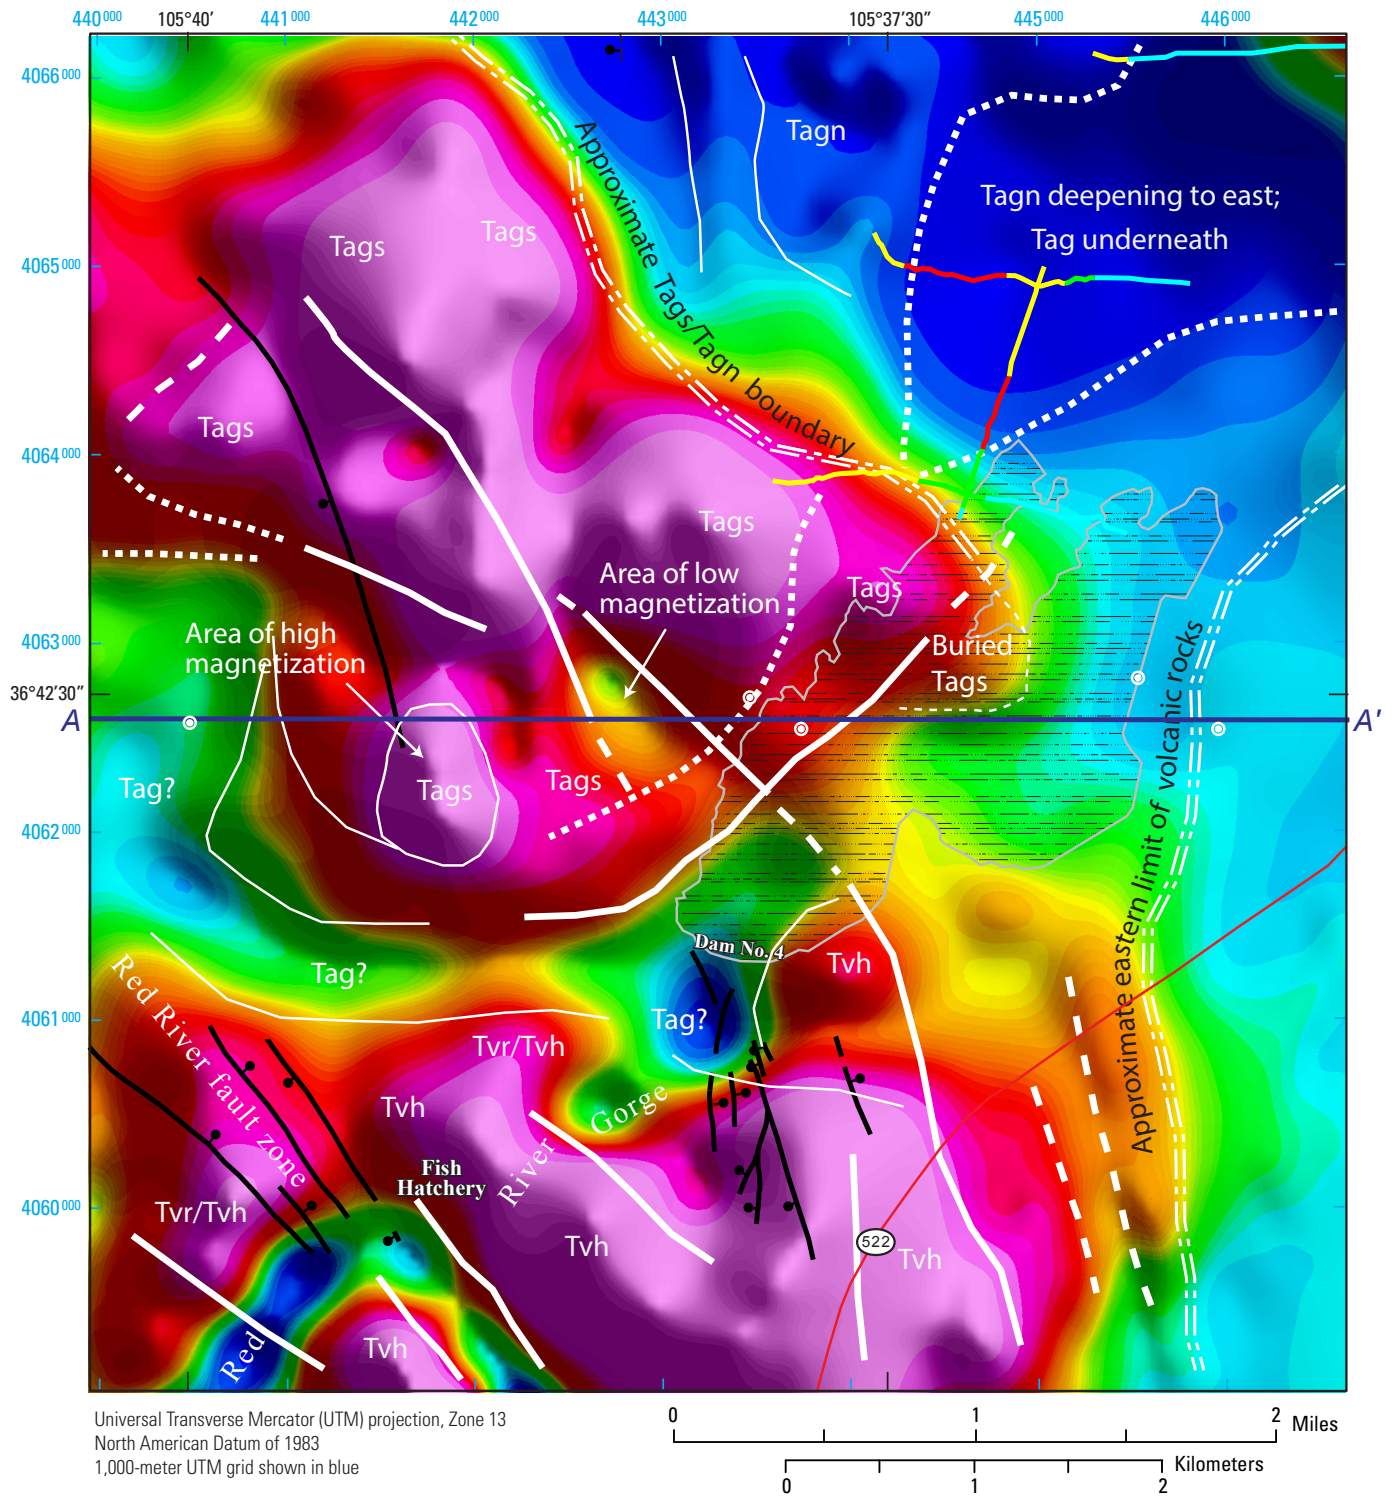 440000 105°40' 441000 442000 443000 105°37'30" 445000 446000
4066000
4065000
4064000
4063000
36°42'30"
4062000
4061000
4060000
A
A'
Tagn
Tagn deepening to east;
Tag underneath
Approximate Tags/Tagn boundary
Tags
Tags
Tags
Tags
Tags
Area of low
magnetization
Area of high
magnetization
Buried
Tags
Tags
Tags
Tag?
Approximate eastern limit of volcanic rocks
Dam No. 4
Tvh
Tag?
Tag?
Red River fault zone
Tvr/Tvh
Tvh
Gorge
River
Red
Fish
Hatchery
Tvr/Tvh
Tvh
522
Tvh
Tvh
Universal Transverse Mercator (UTM) projection, Zone 13
North American Datum of 1983
1,000-meter UTM grid shown in blue
0 1 2 Miles
Kilometers
0 1 2